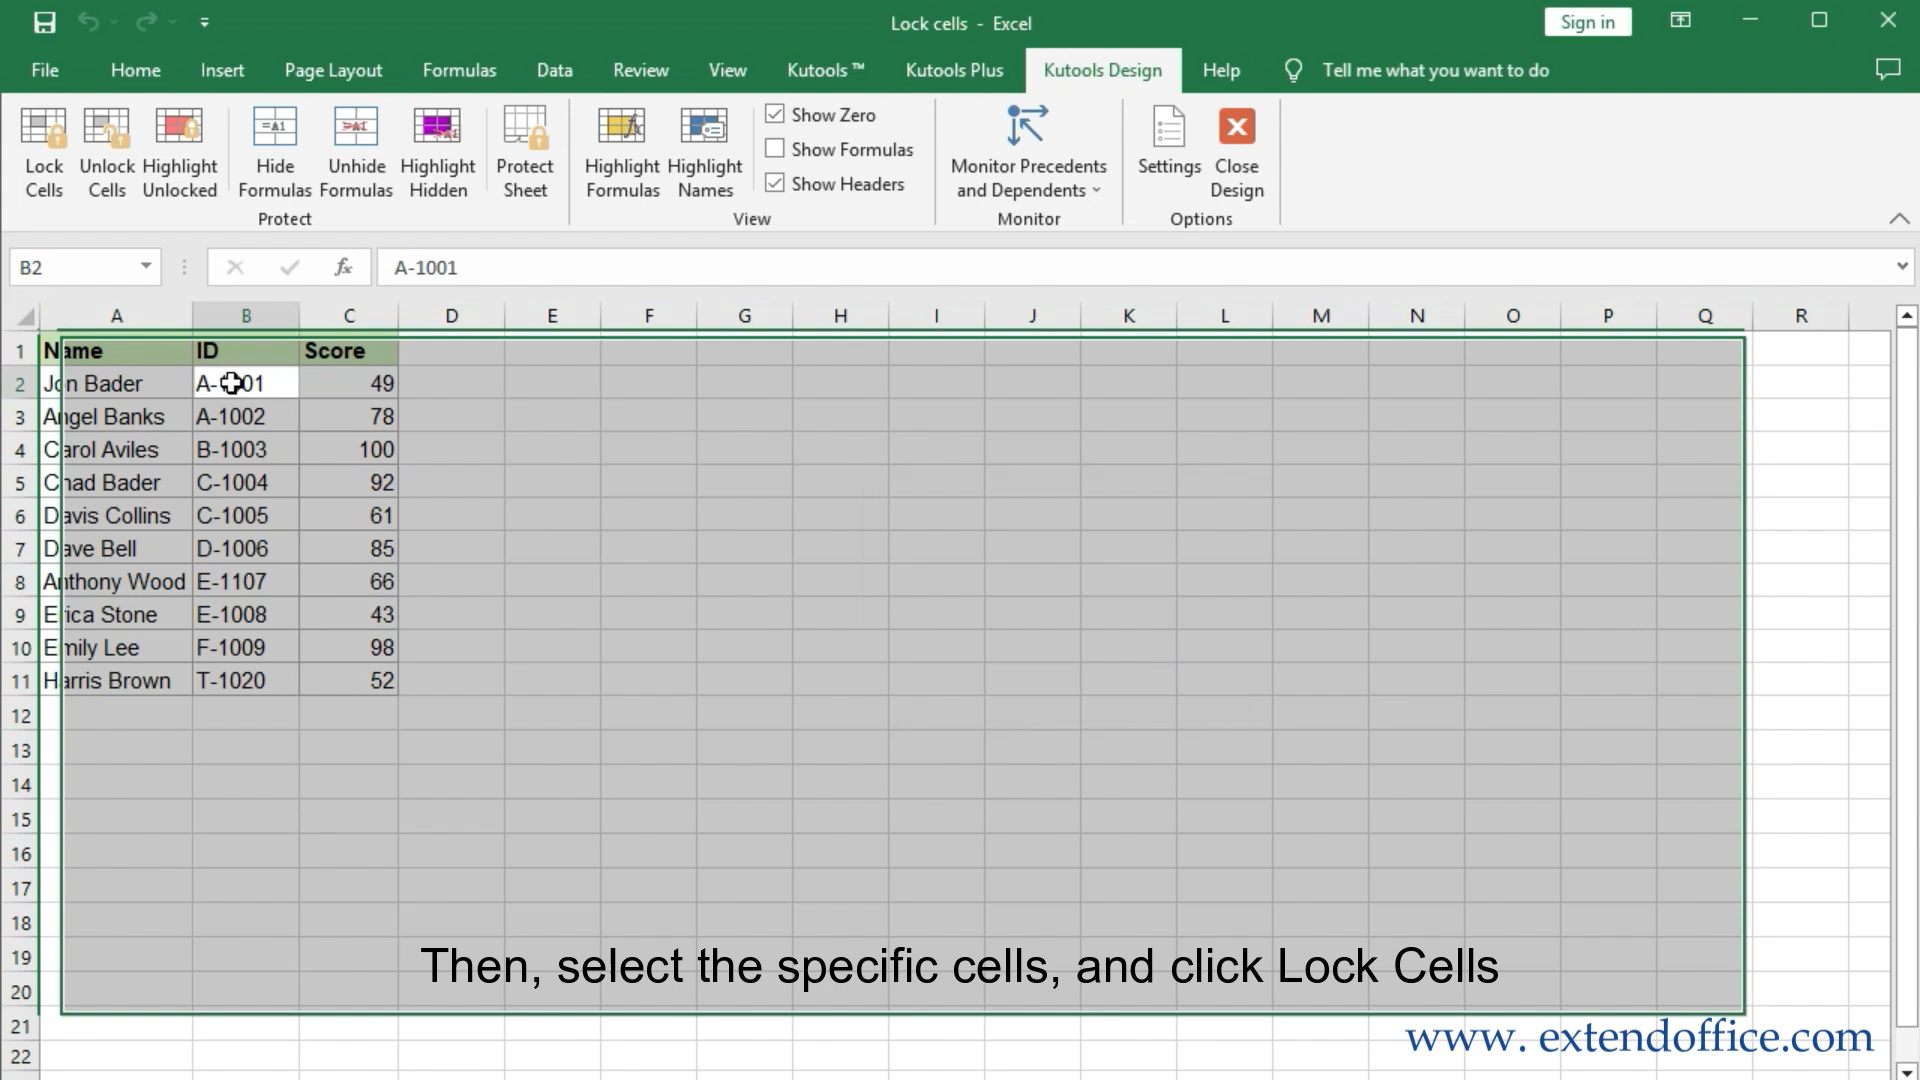 Lock cells - Excel
Sign in
File Home Insert Page Layout Formulas Data Review View Kutools™ Kutools Plus Kutools Design Help Tell me what you want to do
Lock Cells
Unlock Cells
Highlight Unlocked
=A1
Hide Formulas
Unhide Formulas
Highlight Hidden
Protect Sheet
Protect
Highlight Formulas
Highlight Names
Show Zero
Show Formulas
Show Headers
View
Monitor Precedents and Dependents
Monitor
Settings
Close Design
Options
B2 fx A-1001
A B C D E F G H I J K L M N O P Q R
1 Name ID Score
2 Jon Bader A-1001 49
3 Angel Banks A-1002 78
4 Carol Aviles B-1003 100
5 Chad Bader C-1004 92
6 Davis Collins C-1005 61
7 Dave Bell D-1006 85
8 Anthony Wood E-1107 66
9 Erica Stone E-1008 43
10 Emily Lee F-1009 98
11 Harris Brown T-1020 52
12
13
14
15
16
17
18
19
20
21
22
Then, select the specific cells, and click Lock Cells
www. extendoffice.com